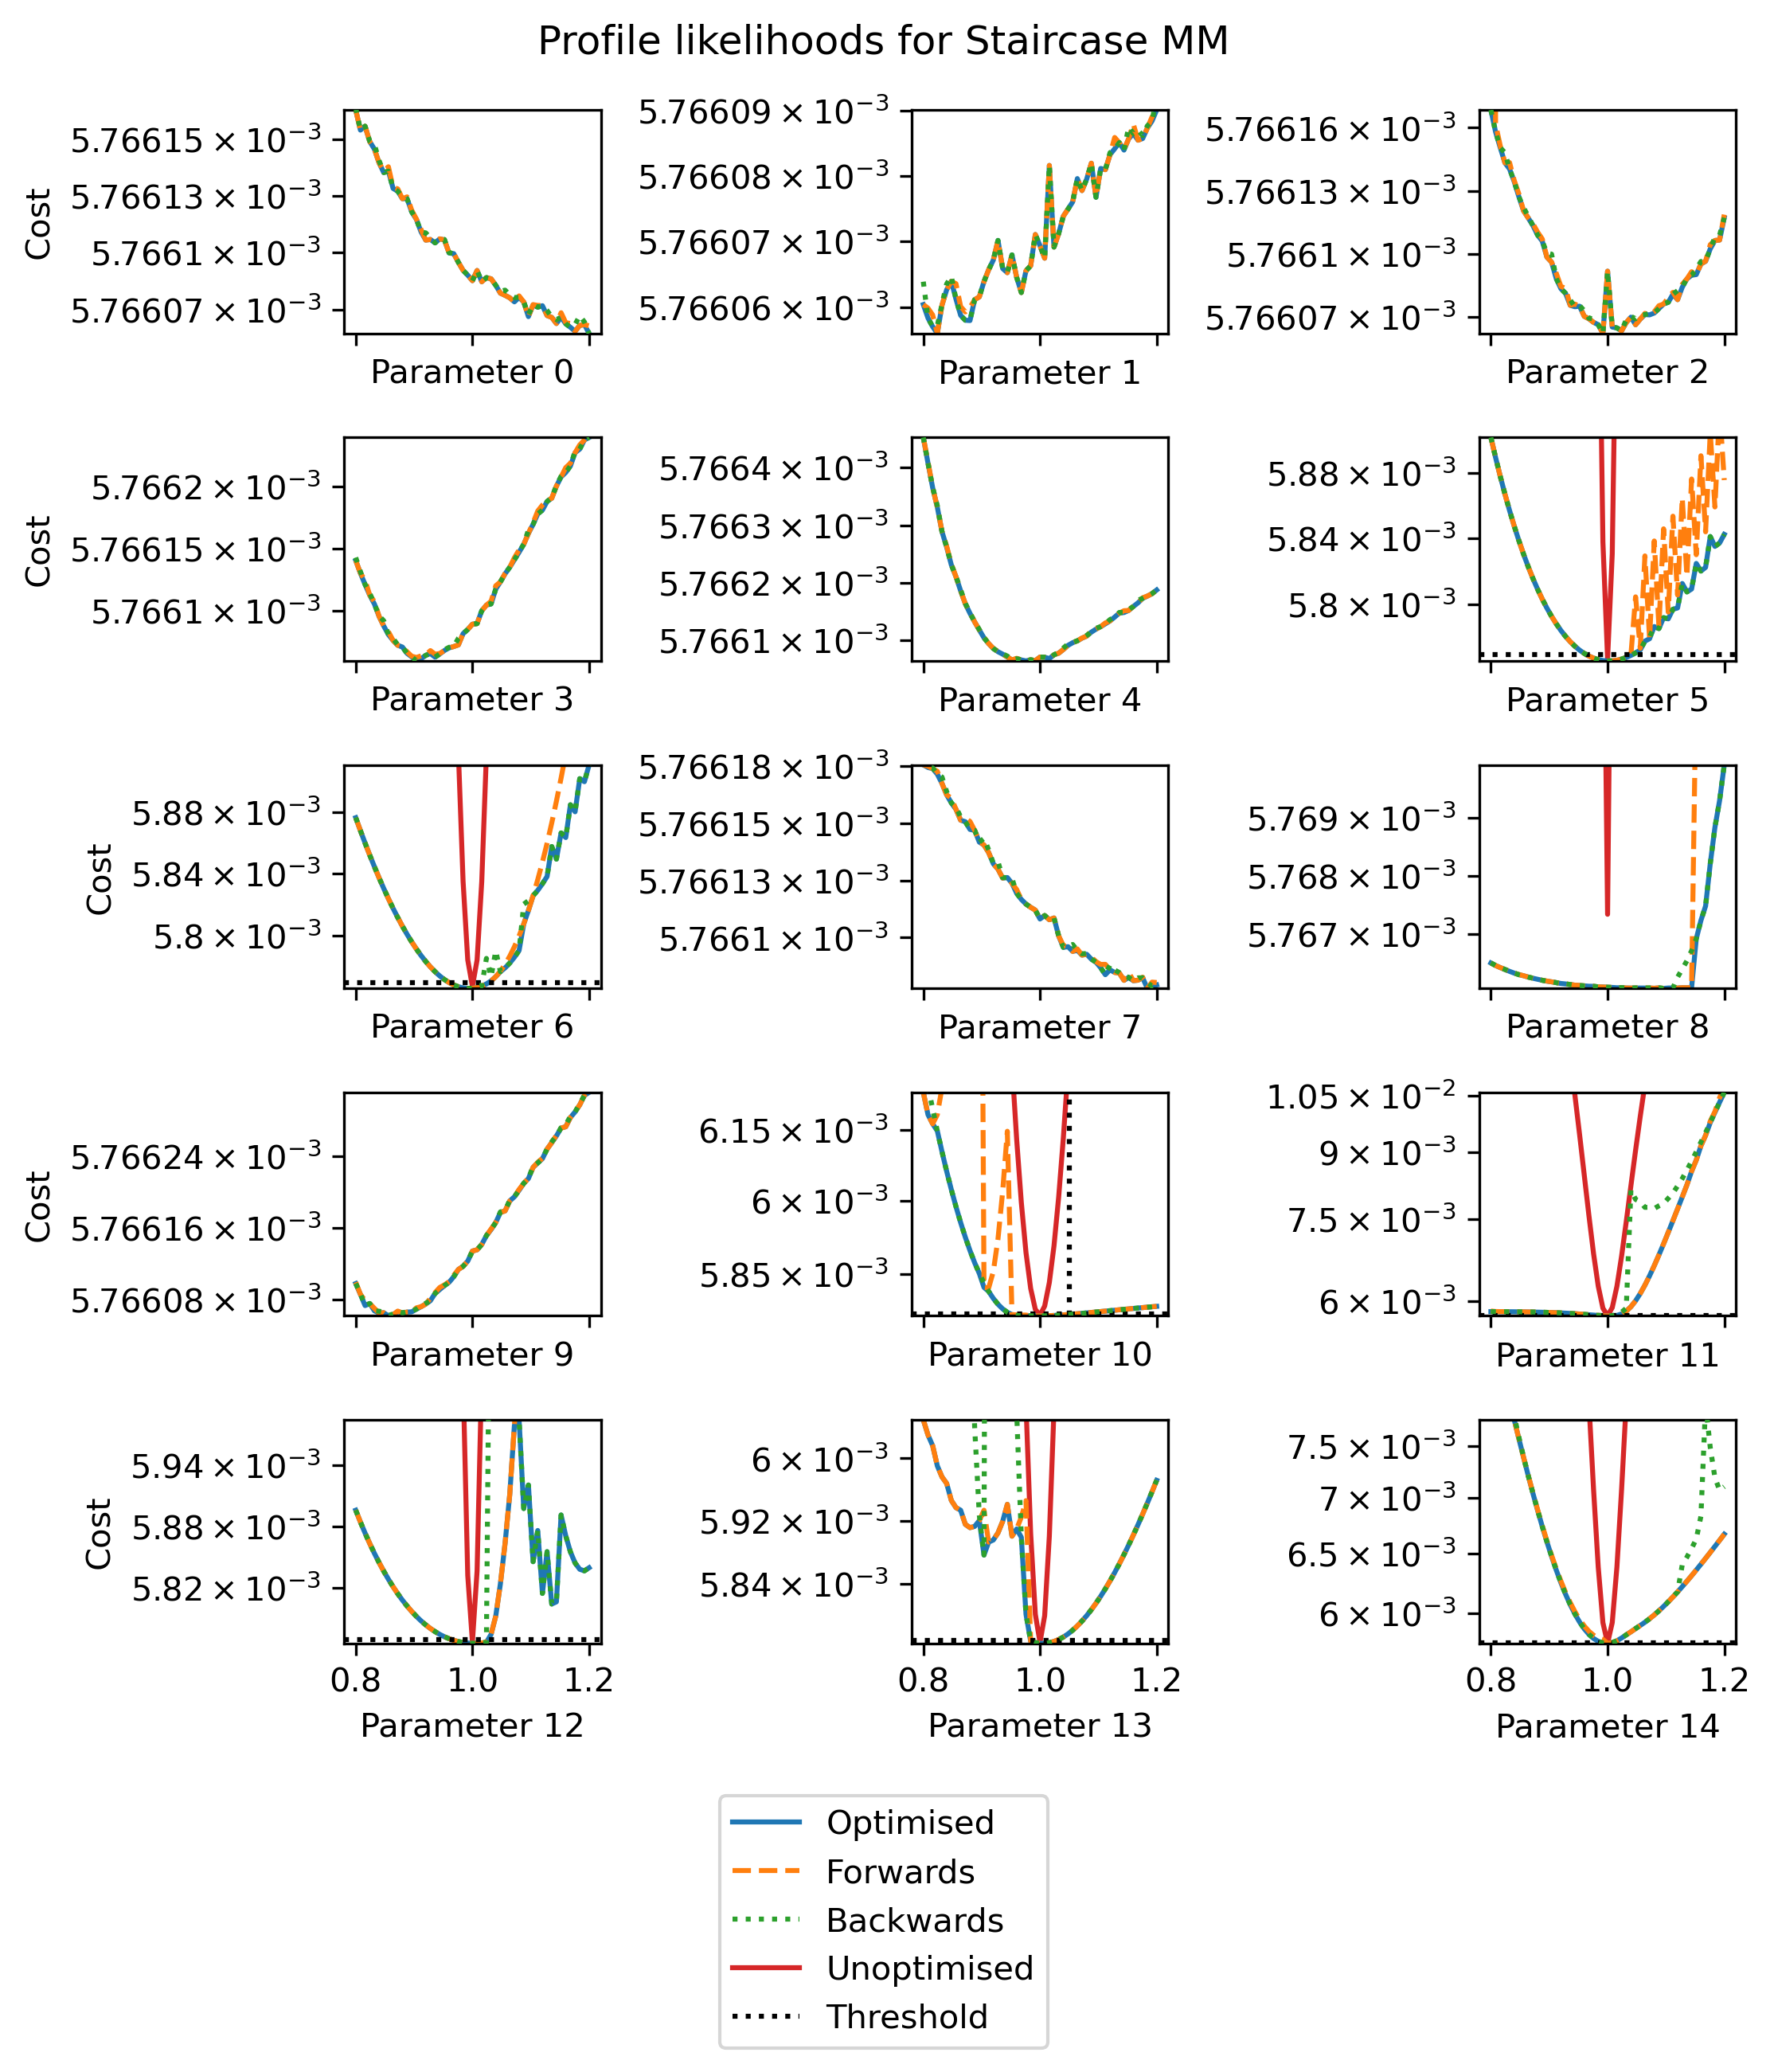 Profile likelihoods for Staircase MM
Cost
5.76615 × 10⁻³
5.76613 × 10⁻³
5.7661 × 10⁻³
5.76607 × 10⁻³
Parameter 0
5.76609 × 10⁻³
5.76608 × 10⁻³
5.76607 × 10⁻³
5.76606 × 10⁻³
Parameter 1
5.76616 × 10⁻³
5.76613 × 10⁻³
5.7661 × 10⁻³
5.76607 × 10⁻³
Parameter 2
Cost
5.7662 × 10⁻³
5.76615 × 10⁻³
5.7661 × 10⁻³
Parameter 3
5.7664 × 10⁻³
5.7663 × 10⁻³
5.7662 × 10⁻³
5.7661 × 10⁻³
Parameter 4
5.88 × 10⁻³
5.84 × 10⁻³
5.8 × 10⁻³
Parameter 5
Cost
5.88 × 10⁻³
5.84 × 10⁻³
5.8 × 10⁻³
Parameter 6
5.76618 × 10⁻³
5.76615 × 10⁻³
5.76613 × 10⁻³
5.7661 × 10⁻³
Parameter 7
5.769 × 10⁻³
5.768 × 10⁻³
5.767 × 10⁻³
Parameter 8
Cost
5.76624 × 10⁻³
5.76616 × 10⁻³
5.76608 × 10⁻³
Parameter 9
6.15 × 10⁻³
6 × 10⁻³
5.85 × 10⁻³
Parameter 10
1.05 × 10⁻²
9 × 10⁻³
7.5 × 10⁻³
6 × 10⁻³
Parameter 11
Cost
5.94 × 10⁻³
5.88 × 10⁻³
5.82 × 10⁻³
0.8 1.0 1.2
Parameter 12
6 × 10⁻³
5.92 × 10⁻³
5.84 × 10⁻³
0.8 1.0 1.2
Parameter 13
7.5 × 10⁻³
7 × 10⁻³
6.5 × 10⁻³
6 × 10⁻³
0.8 1.0 1.2
Parameter 14
Optimised
Forwards
Backwards
Unoptimised
Threshold